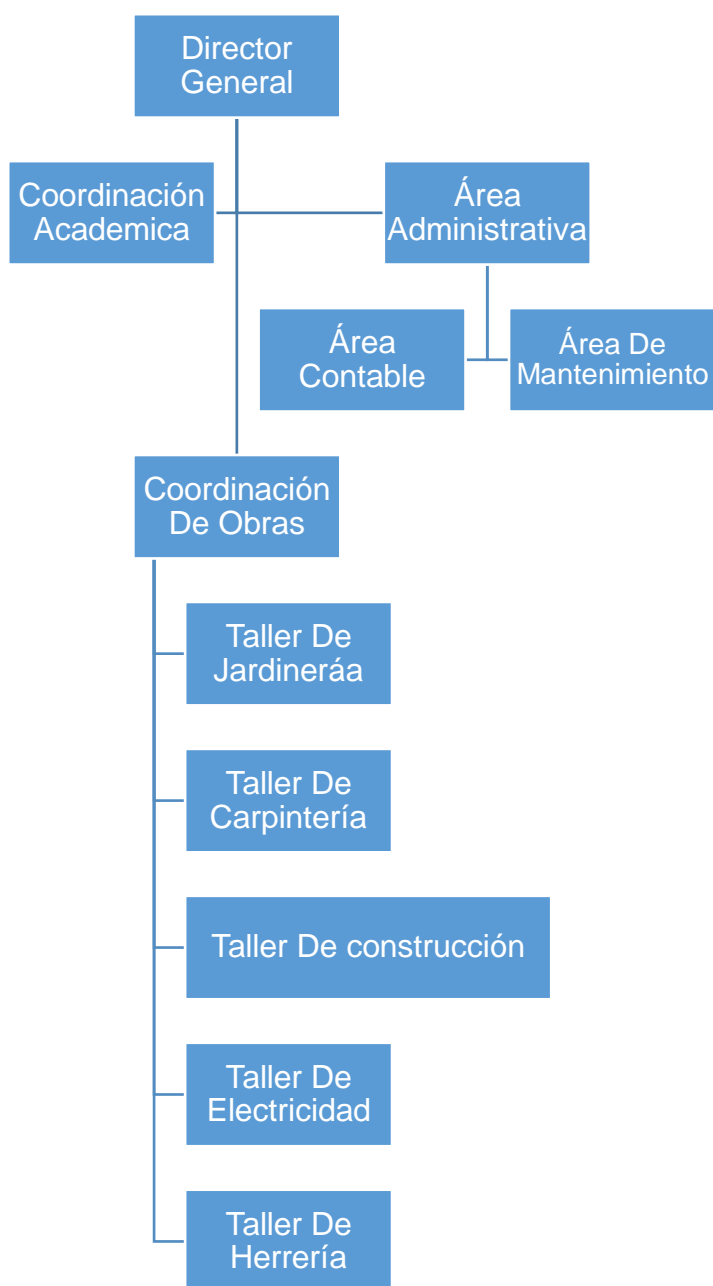 Director
General
Coordinación
Academica
Área
Administrativa
Área
Contable
Área De
Mantenimiento
Coordinación
De Obras
Taller De
Jardineráa
Taller De
Carpintería
Taller De construcción
Taller De
Electricidad
Taller De
Herrería